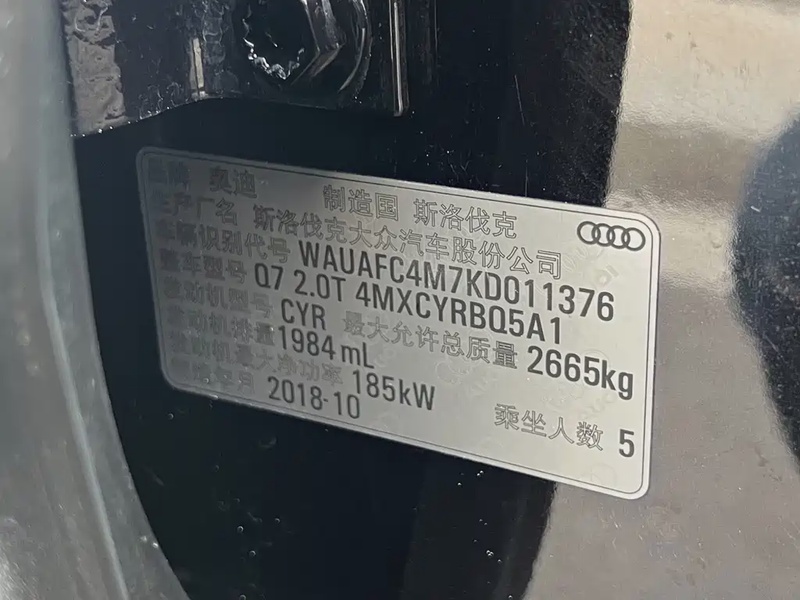 品牌 奥迪 制造国 斯洛伐克
生产厂名 斯洛伐克大众汽车股份公司
车辆识别代号 WAUAFC4M7KD011376
整车型号 Q7 2.0T 4MXCYRBQ5A1
发动机型号 CYR 最大允许总质量 2665kg
发动机排量 1984 mL
发动机最大净功率 185kW
制造年月 2018-10 乘坐人数 5